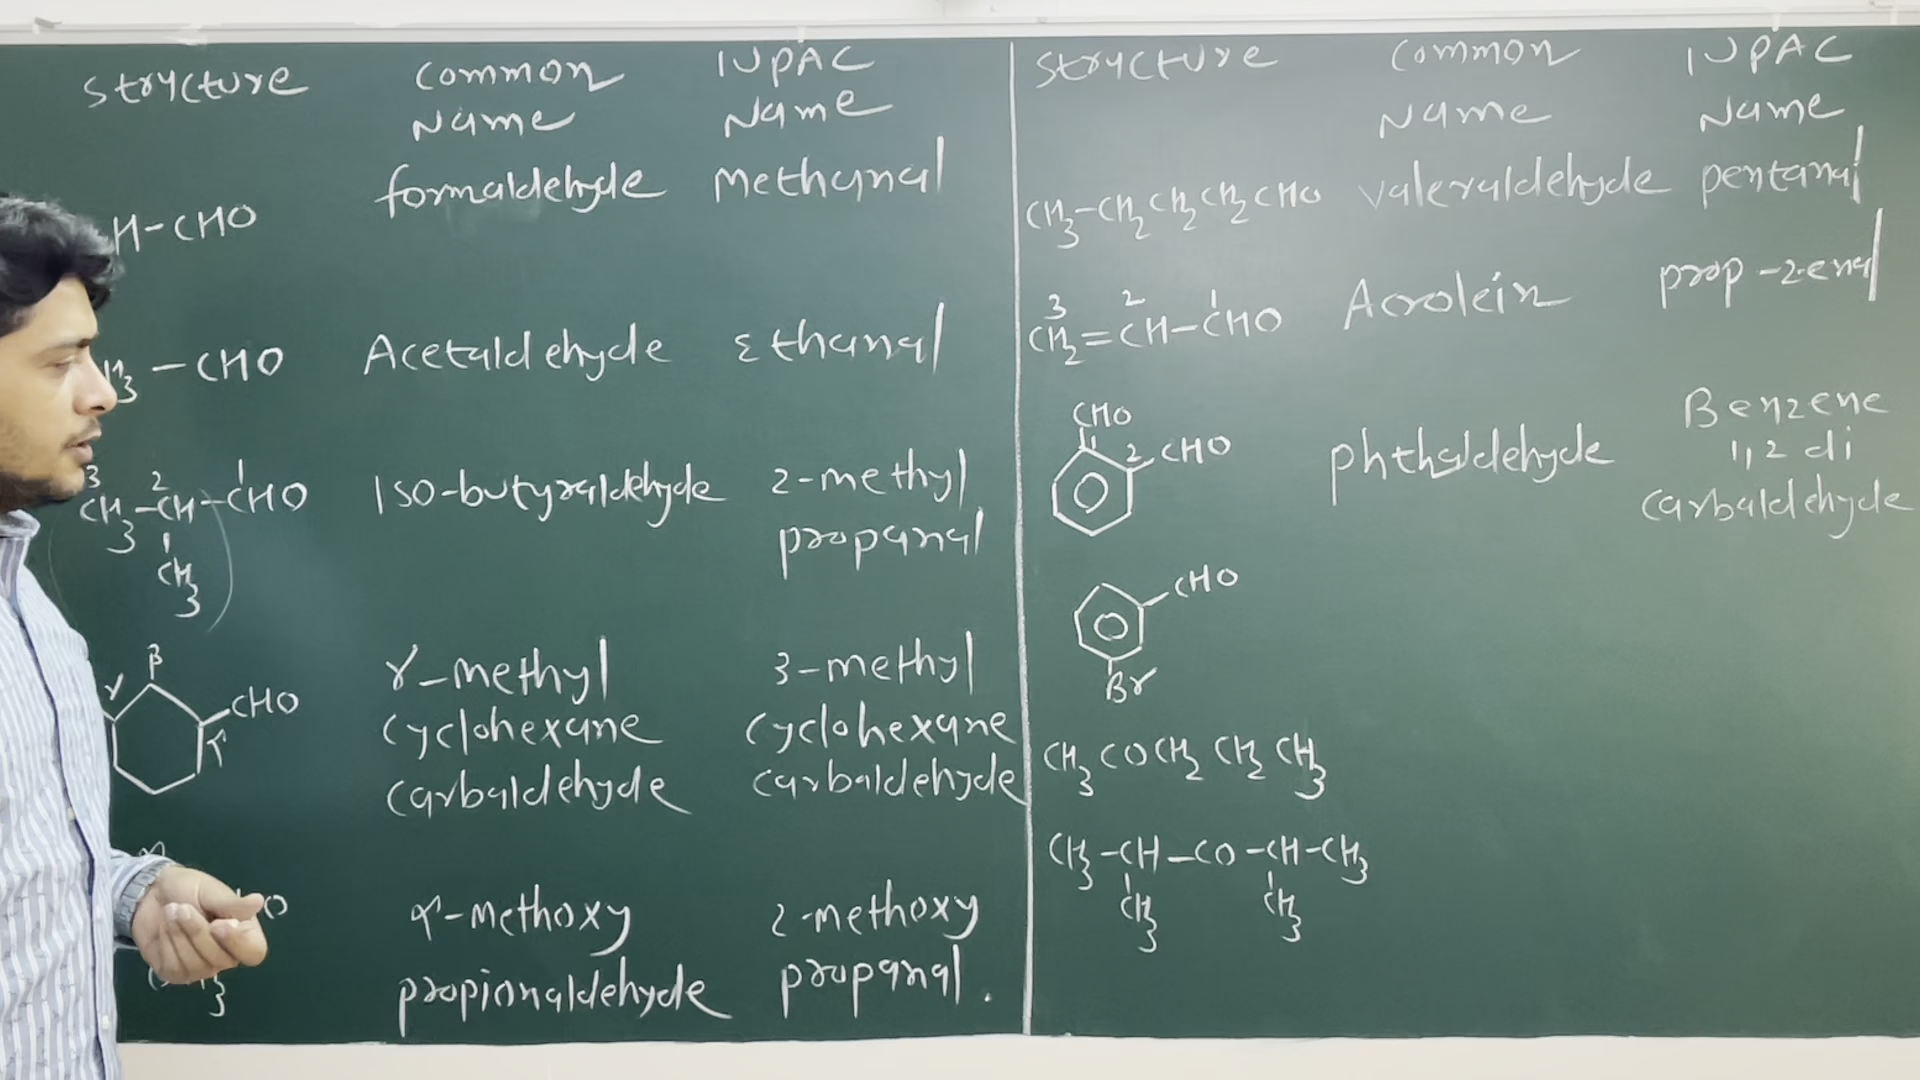 Structure Common Name IUPAC Name
H-CHO formaldehyde Methanal
H3-CHO Acetaldehyde Ethanal
3 2 1
CH3-CH-CHO Iso-butyraldehyde 2-methyl propanal
CH3
β
γ CHO γ-methyl cyclohexane carbaldehyde 3-methyl cyclohexane carbaldehyde
α
α-methoxy propionaldehyde 2-methoxy propanal.
O
3
Structure Common Name IUPAC Name
CH3-CH2CH2CH2CHO valeraldehyde pentanal
3 2 1
CH2=CH-CHO Acrolein prop-2-enal
CHO
1 2 CHO phthaldehyde Benzene 1,2 di carbaldehyde
CHO
Br
CH3COCH2CH2CH3
CH3-CH-CO-CH-CH3
CH3 CH3